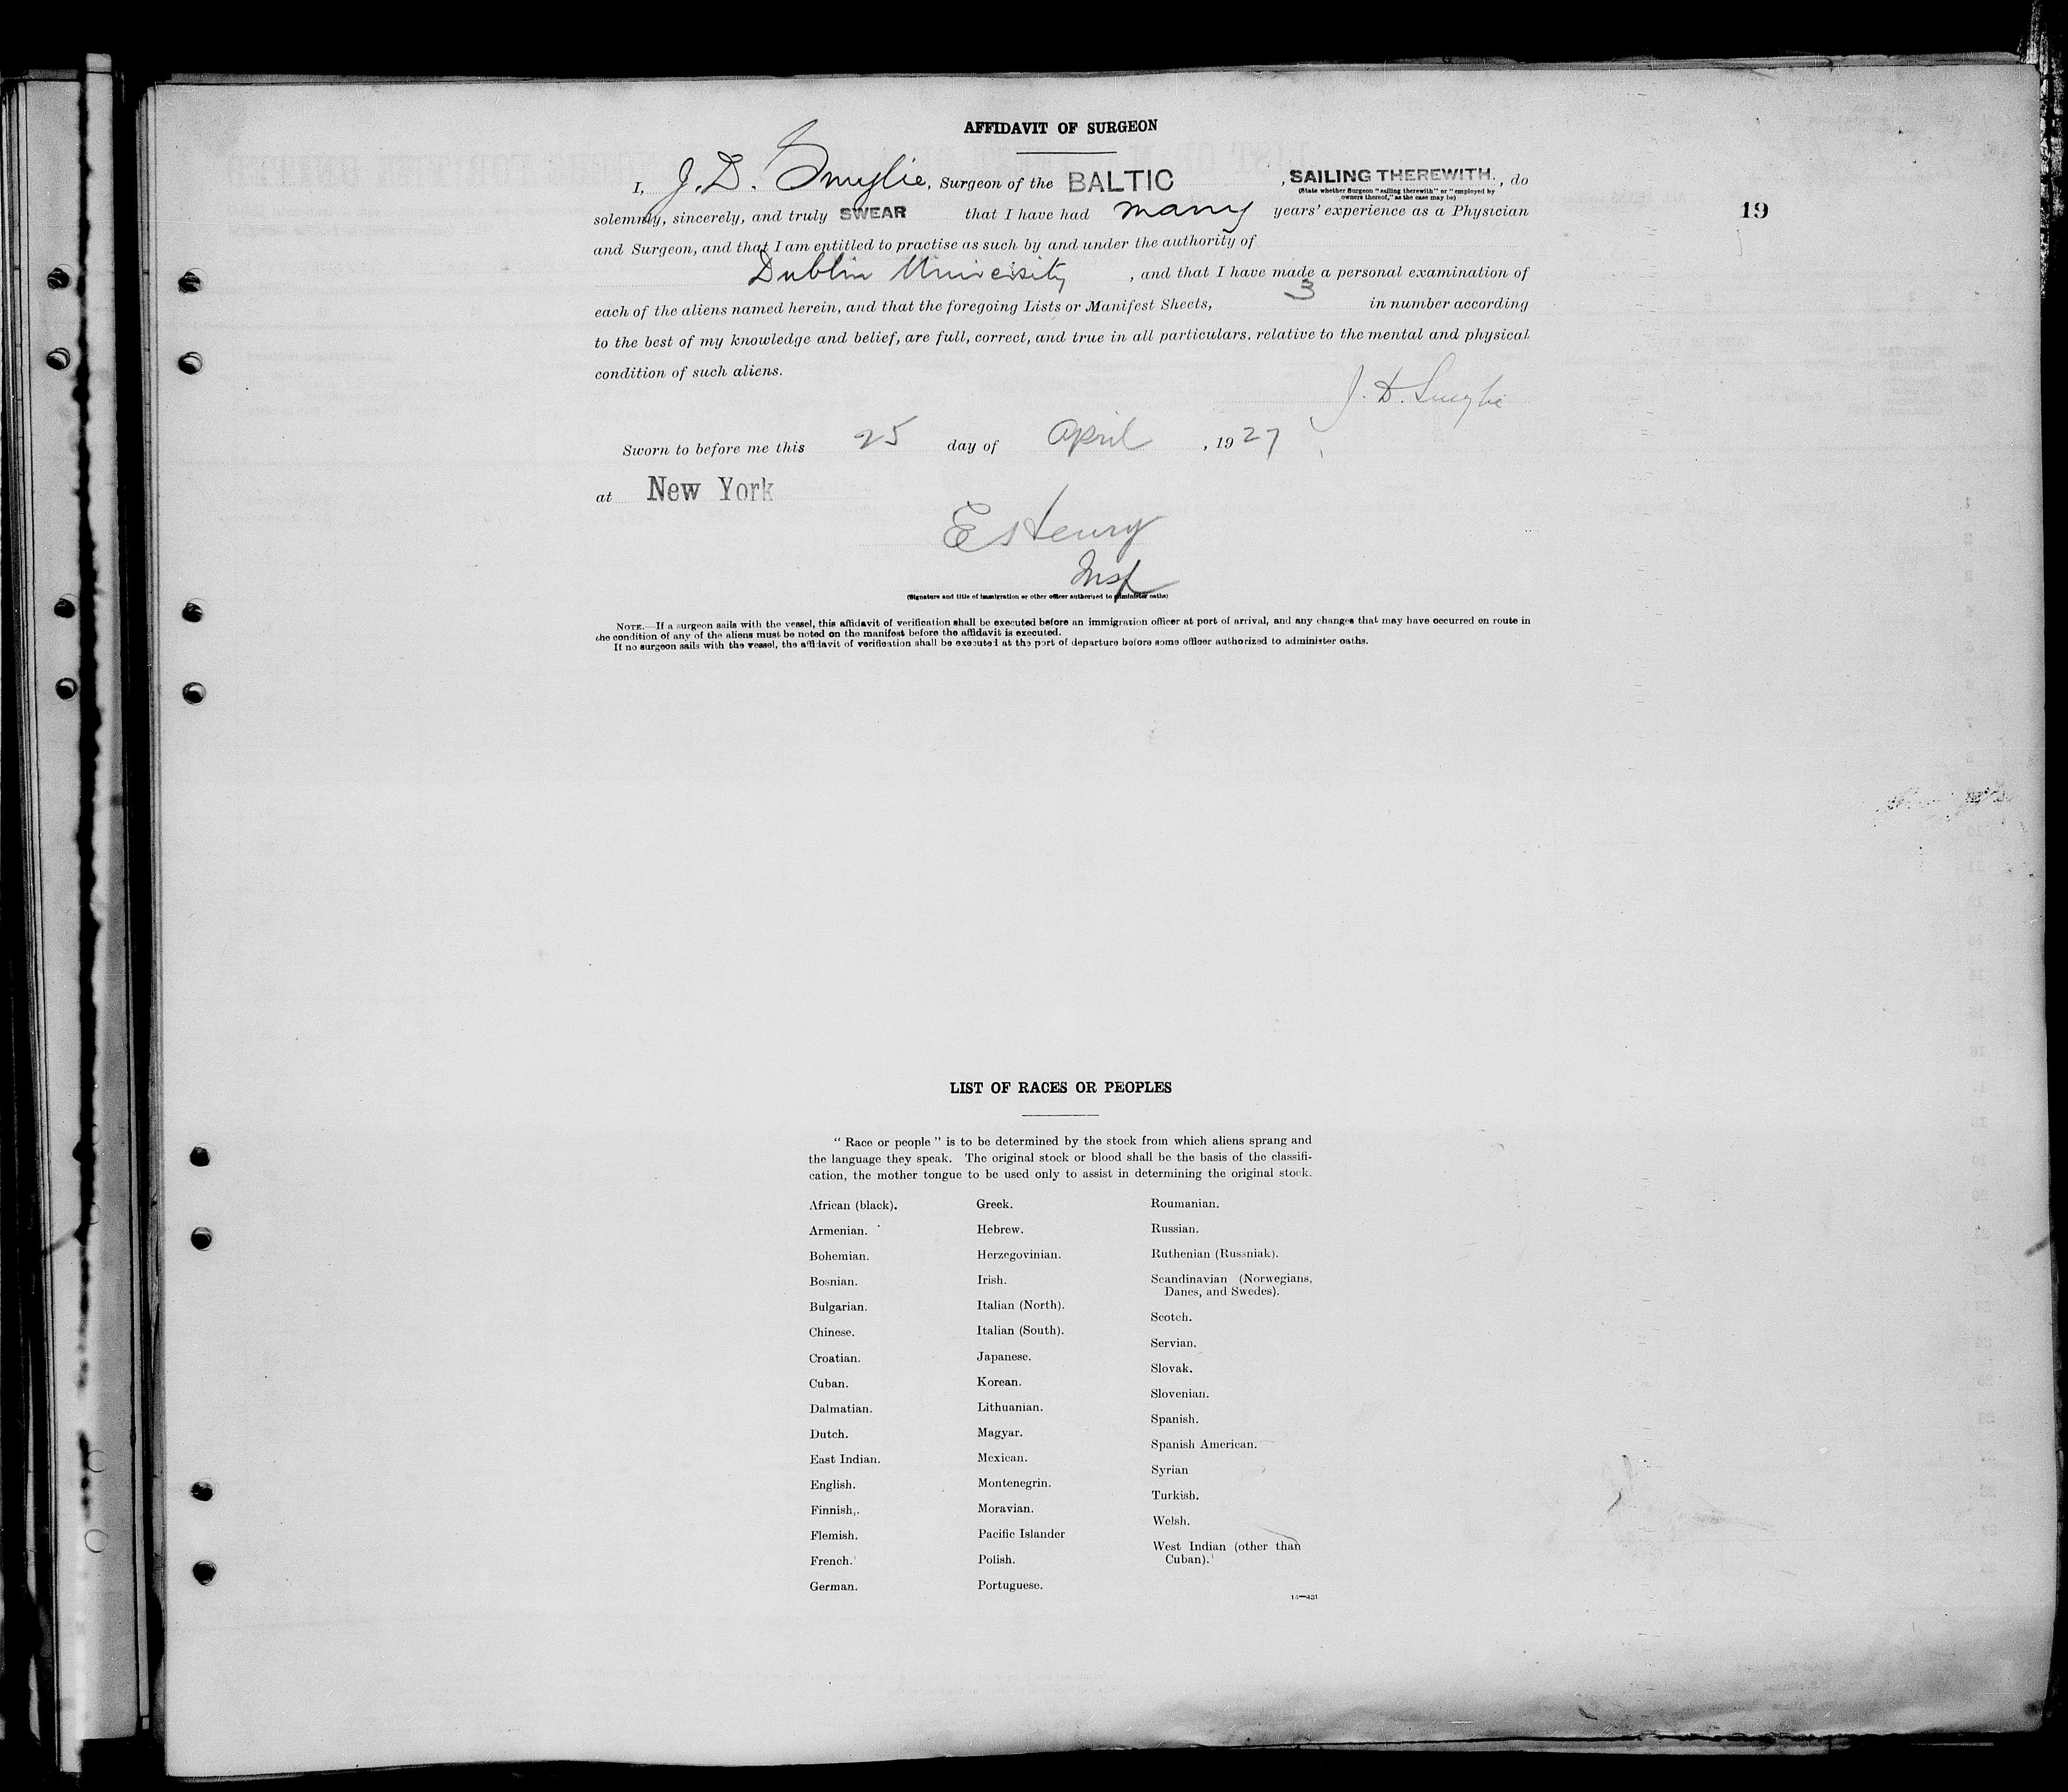 AFFIDAVIT OF SURGEON
I, J. D. Smylie, Surgeon of the BALTIC, SAILING THEREWITH., do
(State whether Surgeon "sailing therewith" or "employed by
owners thereof," as the case may be)
solemnly, sincerely, and truly SWEAR that I have had many years' experience as a Physician
19
and Surgeon, and that I am entitled to practise as such by and under the authority of
Dublin University, and that I have made a personal examination of
each of the aliens named herein, and that the foregoing Lists or Manifest Sheets, 3 in number according
to the best of my knowledge and belief, are full, correct, and true in all particulars. relative to the mental and physical
condition of such aliens.
J. D. Smylie
Sworn to before me this 25 day of April, 1927
at New York
E S Henry
Insp
(Signature and title of immigration or other officer authorized to administer oaths)
NOTE.—If a surgeon sails with the vessel, this affidavit of verification shall be executed before an immigration officer at port of arrival, and any changes that may have occurred en route in
the condition of any of the aliens must be noted on the manifest before the affidavit is executed.
If no surgeon sails with the vessel, the affidavit of verification shall be executed at the port of departure before some officer authorized to administer oaths.
LIST OF RACES OR PEOPLES
" Race or people " is to be determined by the stock from which aliens sprang and
the language they speak. The original stock or blood shall be the basis of the classifi-
cation, the mother tongue to be used only to assist in determining the original stock.
African (black).
Armenian.
Bohemian.
Bosnian.
Bulgarian.
Chinese.
Croatian.
Cuban.
Dalmatian.
Dutch.
East Indian.
English.
Finnish.
Flemish.
French.
German.
Greek.
Hebrew.
Herzegovinian.
Irish.
Italian (North).
Italian (South).
Japanese.
Korean.
Lithuanian.
Magyar.
Mexican.
Montenegrin.
Moravian.
Pacific Islander
Polish.
Portuguese.
Roumanian.
Russian.
Ruthenian (Russniak).
Scandinavian (Norwegians,
Danes, and Swedes).
Scotch.
Servian.
Slovak.
Slovenian.
Spanish.
Spanish American.
Syrian
Turkish.
Welsh.
West Indian (other than
Cuban).
14—431